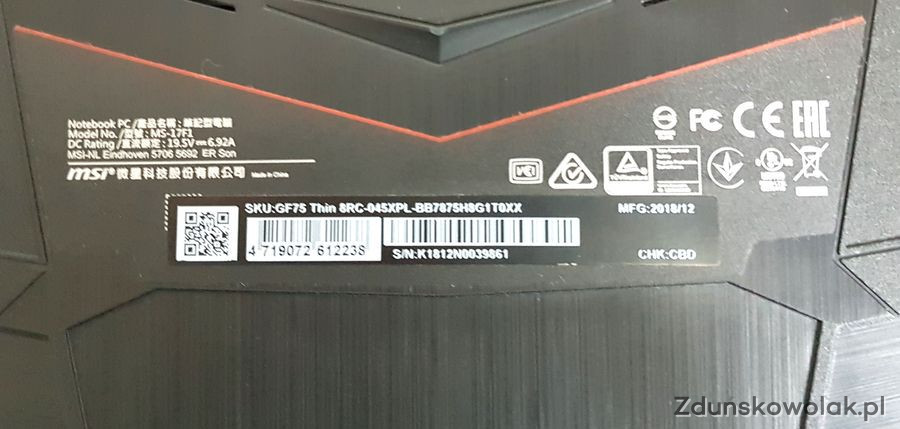 Notebook PC /產品名稱:筆記型電腦
Model No. /型號: MS-17F1
DC Rating /直流額定: 19.5V⎓6.92A
MSI-NL Eindhoven 5706 5692 ER Son
msi 微星科技股份有限公司 Made in China
FC CE EAC
VEI
SKU:GF75 Thin 8RC-045XPL-BB7875H8G1T0XX MFG:2018/12
4 719072 612238
S/N:K1812N0039861 CHK:CBD
Zdunskowolak.pl